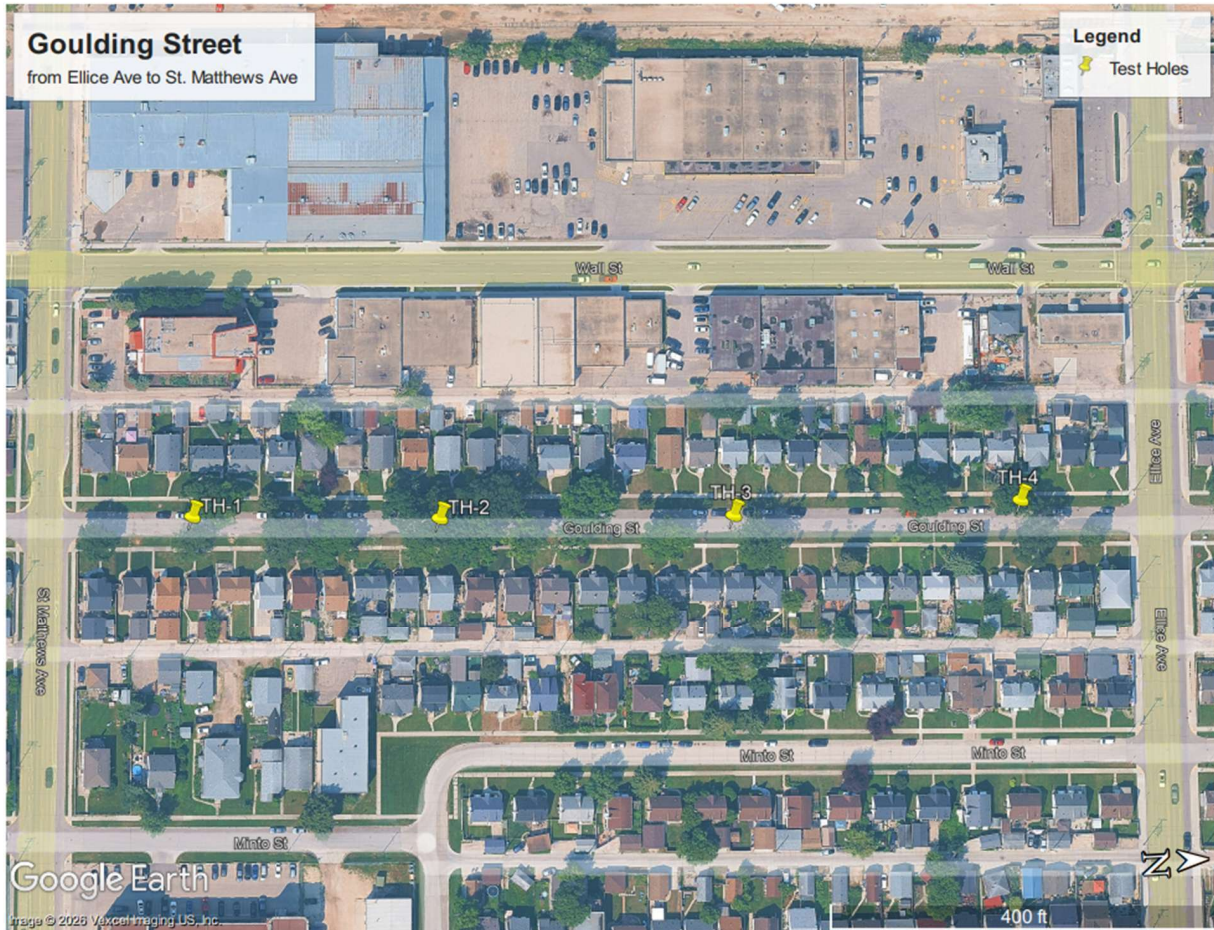 Goulding Street
from Ellice Ave to St. Matthews Ave
Legend
Test Holes
Wall St
Wall St
Ellice Ave
TH-1
TH-2
TH-3
TH-4
Goulding St
Goulding St
St Matthews Ave
Ellice Ave
Minto St
Minto St
Minto St
Google Earth
Image © 2026 Vexcel Imaging US, Inc.
N
400 ft